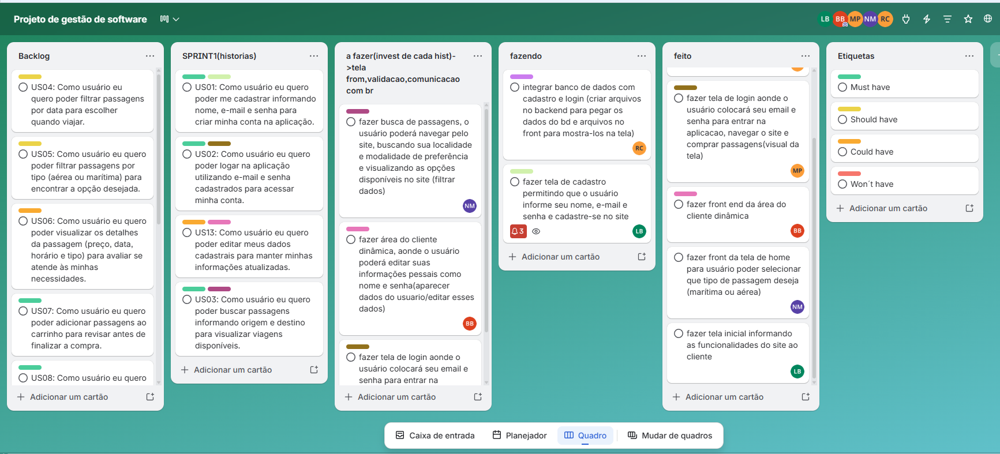 Projeto de gestão de software
LB BB MP NM RC
Backlog
US04: Como usuário eu
quero poder filtrar passagens
por data para escolher
quando viajar.
US05: Como usuário eu quero
poder filtrar passagens por
tipo (aérea ou marítima) para
encontrar a opção desejada.
US06: Como usuário eu quero
poder visualizar os detalhes
da passagem (preço, data,
horário e tipo) para avaliar se
atende às minhas
necessidades.
US07: Como usuário eu quero
poder adicionar passagens ao
carrinho para revisar antes de
finalizar a compra.
US08: Como usuário eu quero
Adicionar um cartão
SPRINT1(historias)
US01: Como usuário eu quero
poder me cadastrar informando
nome, e-mail e senha para
criar minha conta na aplicação.
US02: Como usuário eu quero
poder logar na aplicação
utilizando e-mail e senha
cadastrados para acessar
minha conta.
US13: Como usuário eu quero
poder editar meus dados
cadastrais para manter minhas
informações atualizadas.
US03: Como usuário eu quero
poder buscar passagens
informando origem e destino
para visualizar viagens
disponíveis.
Adicionar um cartão
a fazer(invest de cada hist)-
>tela
from,validacao,comunicacao
com br
fazer busca de passagens, o
usuário poderá navegar pelo
site, buscando sua localidade
e modalidade de preferência
e visualizando as opções
disponíveis no site (filtrar
dados)
NM
fazer área do cliente
dinâmica, aonde o usuário
poderá editar suas
informações pessais como
nome e senha(aparecer
dados do usuario/editar esses
dados)
BB
fazer tela de login aonde o
usuário colocará seu email e
senha para entrar na
Adicionar um cartão
fazendo
integrar banco de dados com
cadastro e login (criar arquivos
no backend para pegar os
dados do bd e arquivos no
front para mostra-los na tela)
RC
fazer tela de cadastro
permitindo que o usuário
informe seu nome, e-mail e
senha e cadastre-se no site
3
LB
Adicionar um cartão
feito
fazer tela de login aonde o
usuário colocará seu email e
senha para entrar na
aplicacao, navegar o site e
comprar passagens(visual da
tela)
MP
fazer front end da área do
cliente dinâmica
BB
fazer front da tela de home
para usuário poder selecionar
que tipo de passagem deseja
(marítima ou aérea)
NM
fazer tela inicial informando
as funcionalidades do site ao
cliente
LB
Adicionar um cartão
Etiquetas
Must have
Should have
Could have
Won´t have
Adicionar um cartão
Caixa de entrada
Planejador
Quadro
Mudar de quadros